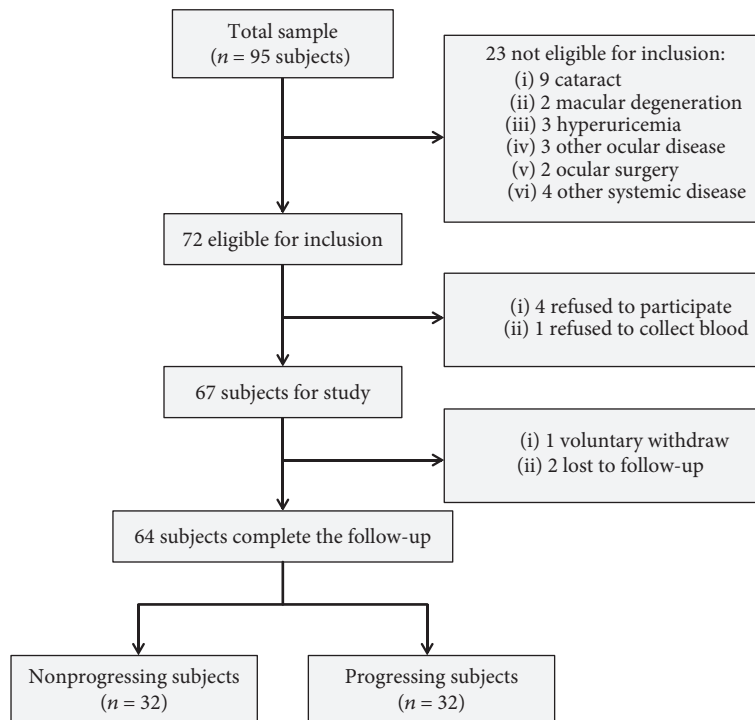 Total sample
(n = 95 subjects)
23 not eligible for inclusion:
(i) 9 cataract
(ii) 2 macular degeneration
(iii) 3 hyperuricemia
(iv) 3 other ocular disease
(v) 2 ocular surgery
(vi) 4 other systemic disease
72 eligible for inclusion
(i) 4 refused to participate
(ii) 1 refused to collect blood
67 subjects for study
(i) 1 voluntary withdraw
(ii) 2 lost to follow-up
64 subjects complete the follow-up
Nonprogressing subjects
(n = 32)
Progressing subjects
(n = 32)